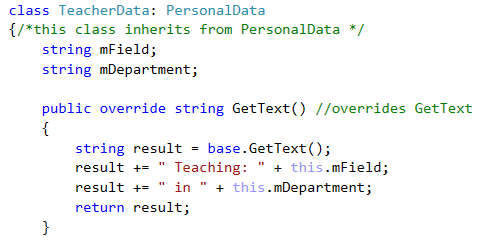 class TeacherData: PersonalData
{/*this class inherits from PersonalData */
    string mField;
    string mDepartment;

    public override string GetText() //overrides GetText
    {
        string result = base.GetText();
        result += " Teaching: " + this.mField;
        result += " in " + this.mDepartment;
        return result;
    }